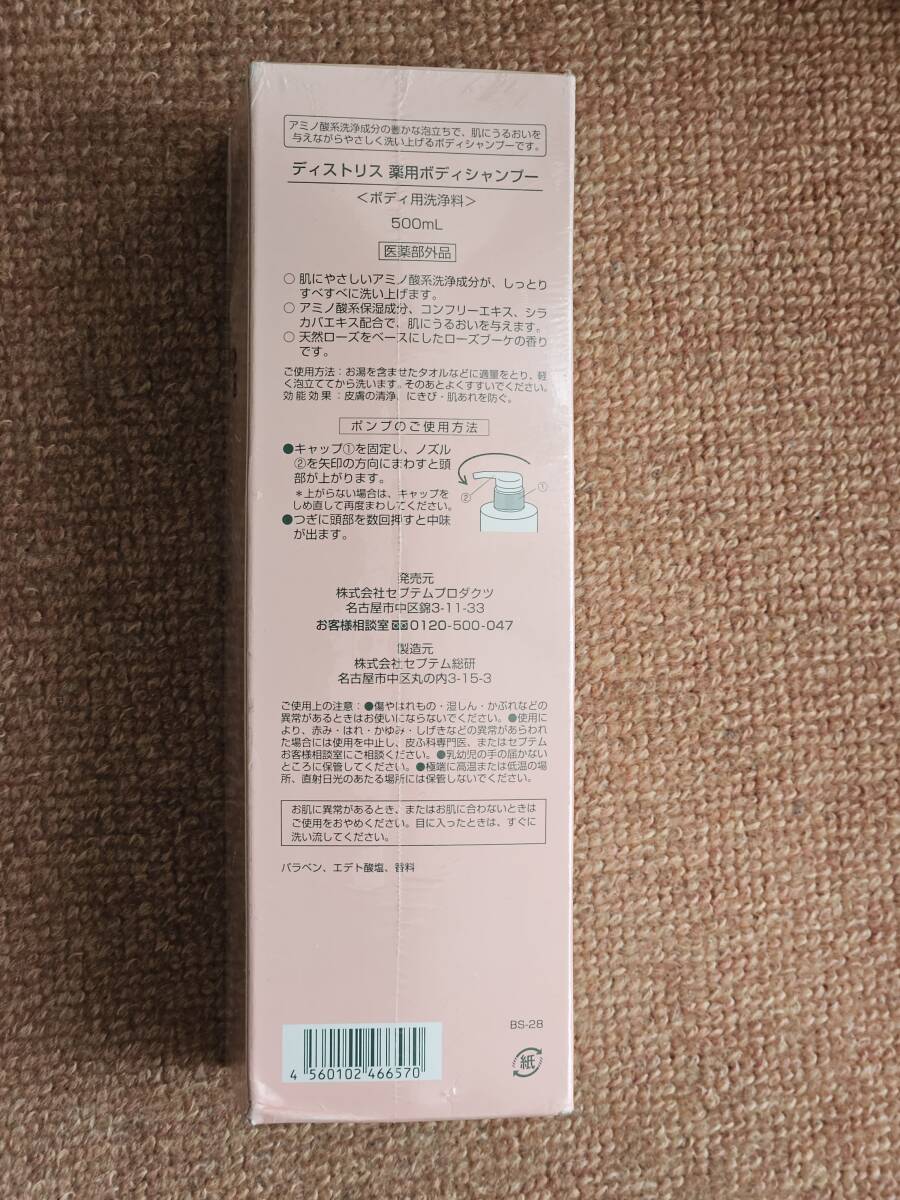 アミノ酸系洗浄成分の豊かな泡立ちで、肌にうるおいを
与えながらやさしく洗い上げるボディシャンプーです。
ディストリス 薬用ボディシャンプー
＜ボディ用洗浄料＞
500mL
医薬部外品
○ 肌にやさしいアミノ酸系洗浄成分が、しっとり
すべすべに洗い上げます。
○ アミノ酸系保湿成分、コンフリーエキス、シラ
カバエキス配合で、肌にうるおいを与えます。
○ 天然ローズをベースにしたローズブーケの香り
です。
ご使用方法：お湯を含ませたタオルなどに適量をとり、軽
く泡立ててから洗います。そのあとよくすすいでください。
効能効果：皮膚の清浄、にきび・肌あれを防ぐ。
ポンプのご使用方法
●キャップ①を固定し、ノズル
②を矢印の方向にまわすと頭
部が上がります。
＊上がらない場合は、キャップを
しめ直して再度まわしてください。
●つぎに頭部を数回押すと中味
が出ます。
②
①
発売元
株式会社セプテムプロダクツ
名古屋市中区錦3-11-33
お客様相談室 0120-500-047
製造元
株式会社セプテム総研
名古屋市中区丸の内3-15-3
ご使用上の注意：●傷やはれもの・湿しん・かぶれなどの
異常があるときはお使いにならないでください。●使用に
より、赤み・はれ・かゆみ・しげきなどの異常があらわれ
た場合には使用を中止し、皮ふ科専門医、またはセプテム
お客様相談室にご相談ください。●乳幼児の手の届かない
ところに保管してください。●極端に高温または低温の場
所、直射日光のあたる場所には保管しないでください。
お肌に異常があるとき、またはお肌に合わないときは
ご使用をおやめください。目に入ったときは、すぐに
洗い流してください。
パラベン、エデト酸塩、香料
BS-28
紙
4 560102 466570